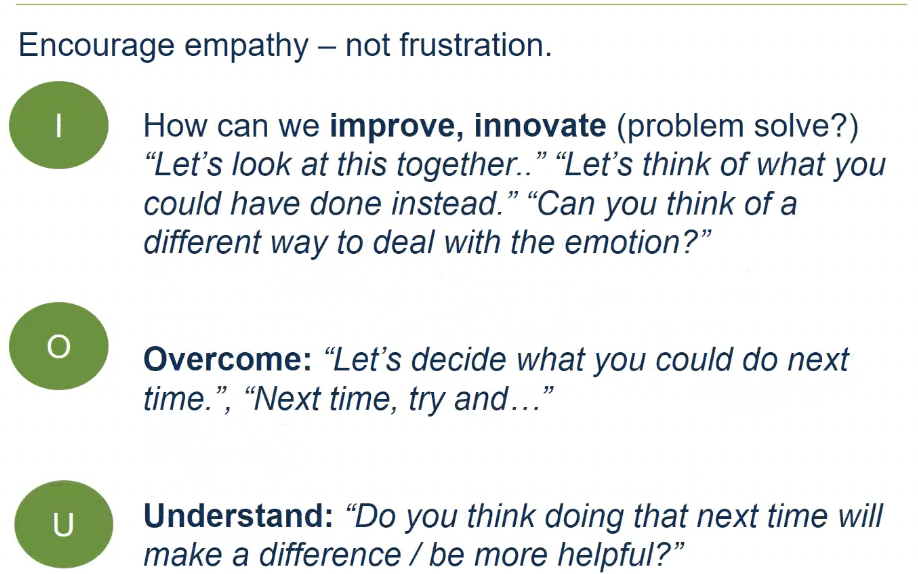 Encourage empathy – not frustration.
I
How can we improve, innovate (problem solve?)
“Let’s look at this together..” “Let’s think of what you
could have done instead.” “Can you think of a
different way to deal with the emotion?”
O
Overcome: “Let’s decide what you could do next
time.”, “Next time, try and…”
U
Understand: “Do you think doing that next time will
make a difference / be more helpful?”